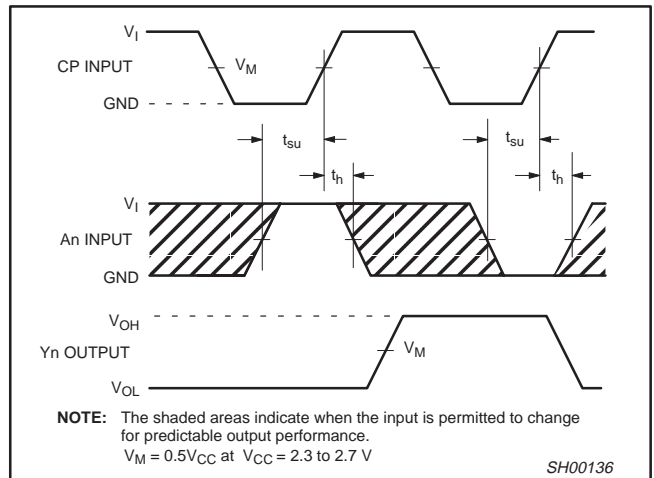 V_I
CP INPUT
V_M
GND
t_su
t_su
t_h
t_h
V_I
An INPUT
GND
V_OH
Yn OUTPUT
V_M
V_OL
NOTE: The shaded areas indicate when the input is permitted to change
for predictable output performance.
V_M = 0.5V_CC at V_CC = 2.3 to 2.7 V
SH00136